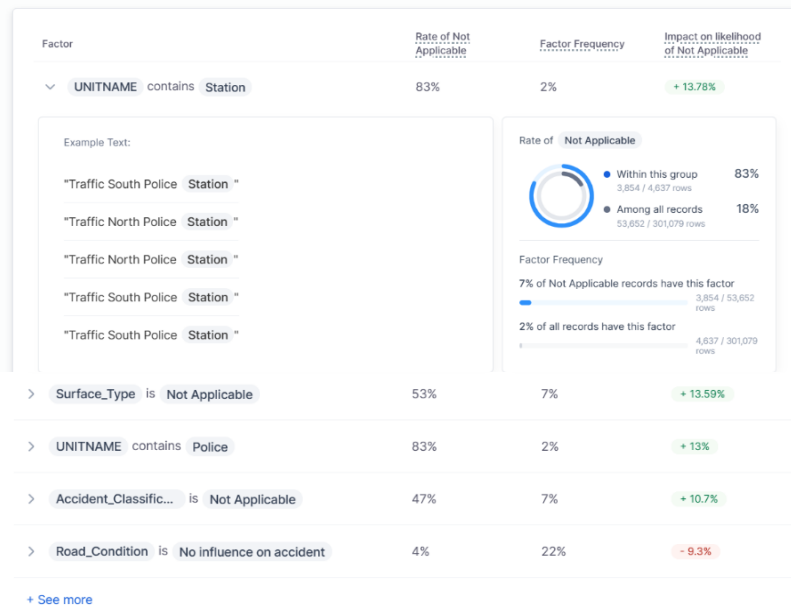 Factor
Rate of Not Applicable
Factor Frequency
Impact on likelihood of Not Applicable
UNITNAME contains Station 83% 2% + 13.78%
Example Text:
"Traffic South Police Station "
"Traffic North Police Station "
"Traffic North Police Station "
"Traffic South Police Station "
"Traffic South Police Station "
Rate of Not Applicable
Within this group 83%
3,854 / 4,637 rows
Among all records 18%
53,652 / 301,079 rows
Factor Frequency
7% of Not Applicable records have this factor
3,854 / 53,652
rows
2% of all records have this factor
4,637 / 301,079
rows
Surface_Type is Not Applicable 53% 7% + 13.59%
UNITNAME contains Police 83% 2% + 13%
Accident_Classific... is Not Applicable 47% 7% + 10.7%
Road_Condition is No influence on accident 4% 22% - 9.3%
+ See more